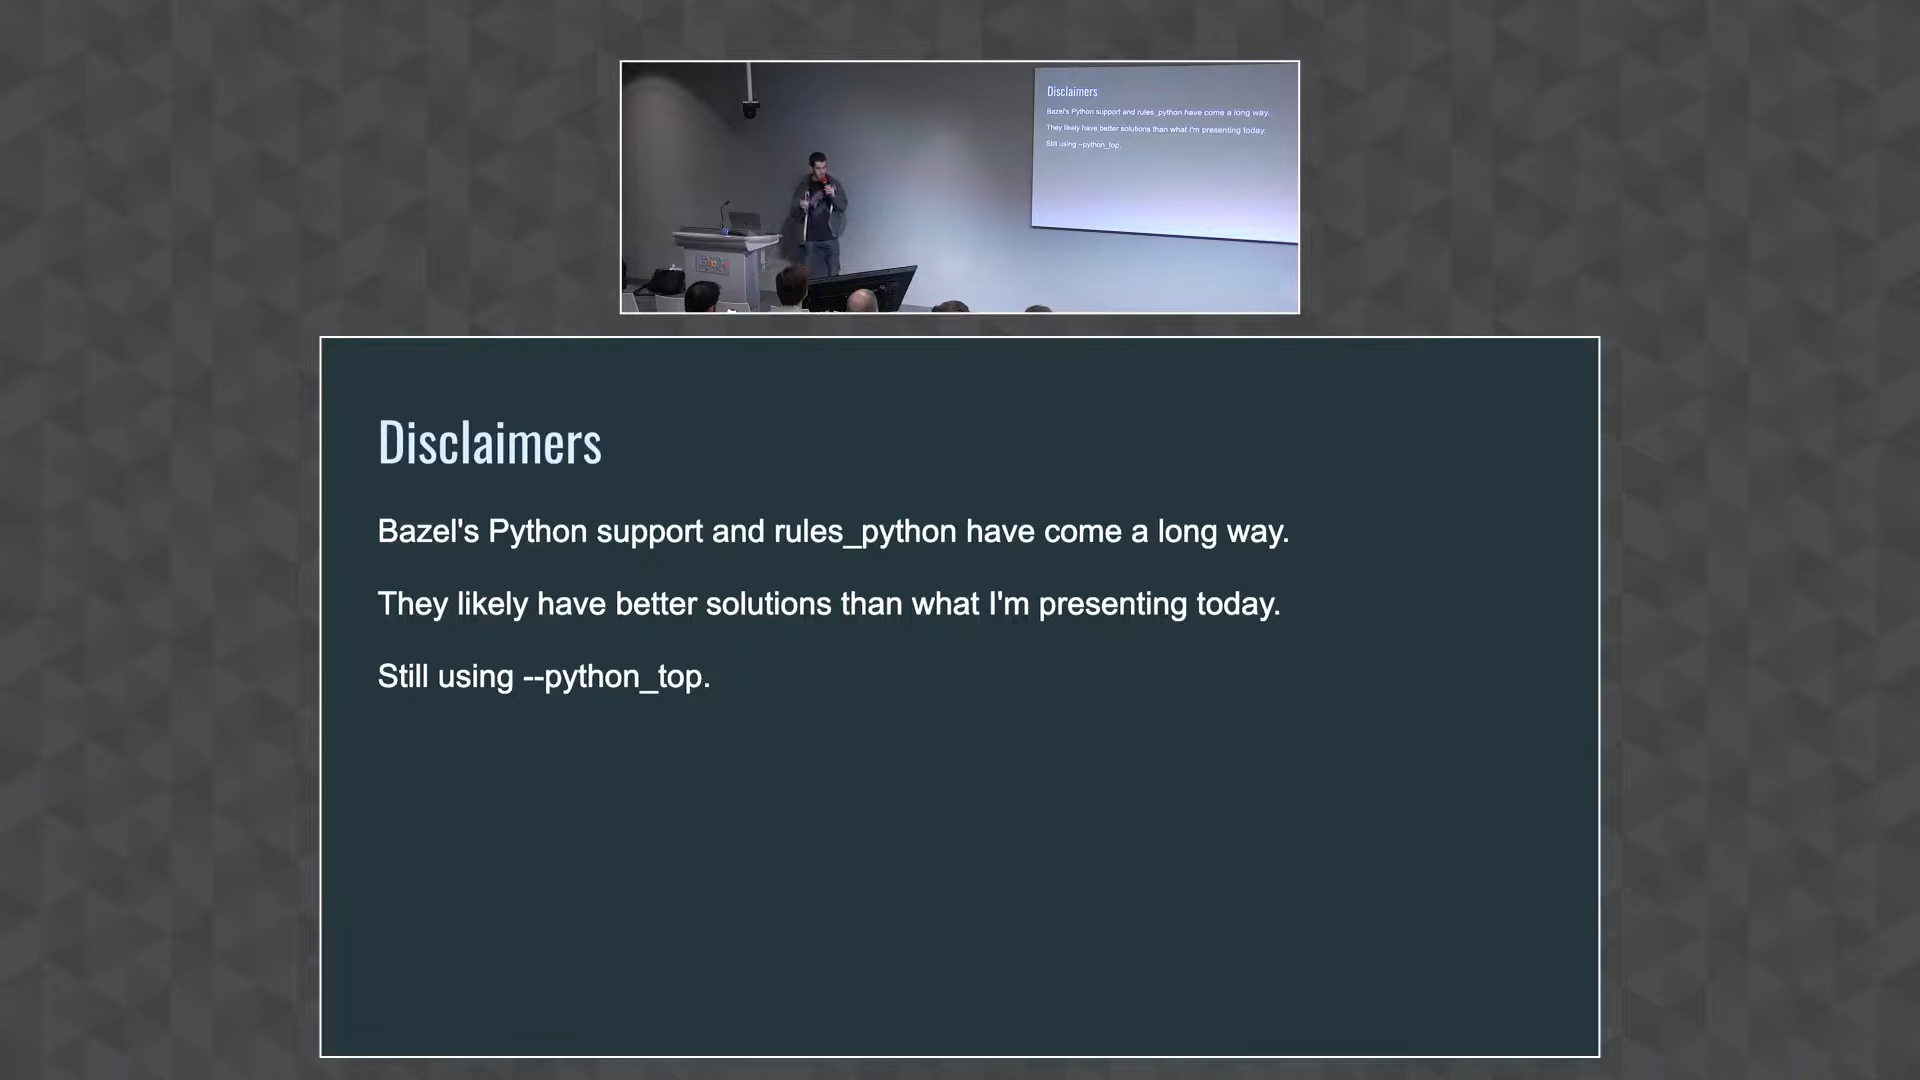 Disclaimers
Bazel's Python support and rules_python have come a long way.
They likely have better solutions than what I'm presenting today.
Still using --python_top.
Disclaimers
Bazel's Python support and rules_python have come a long way.
They likely have better solutions than what I'm presenting today.
Still using --python_top.